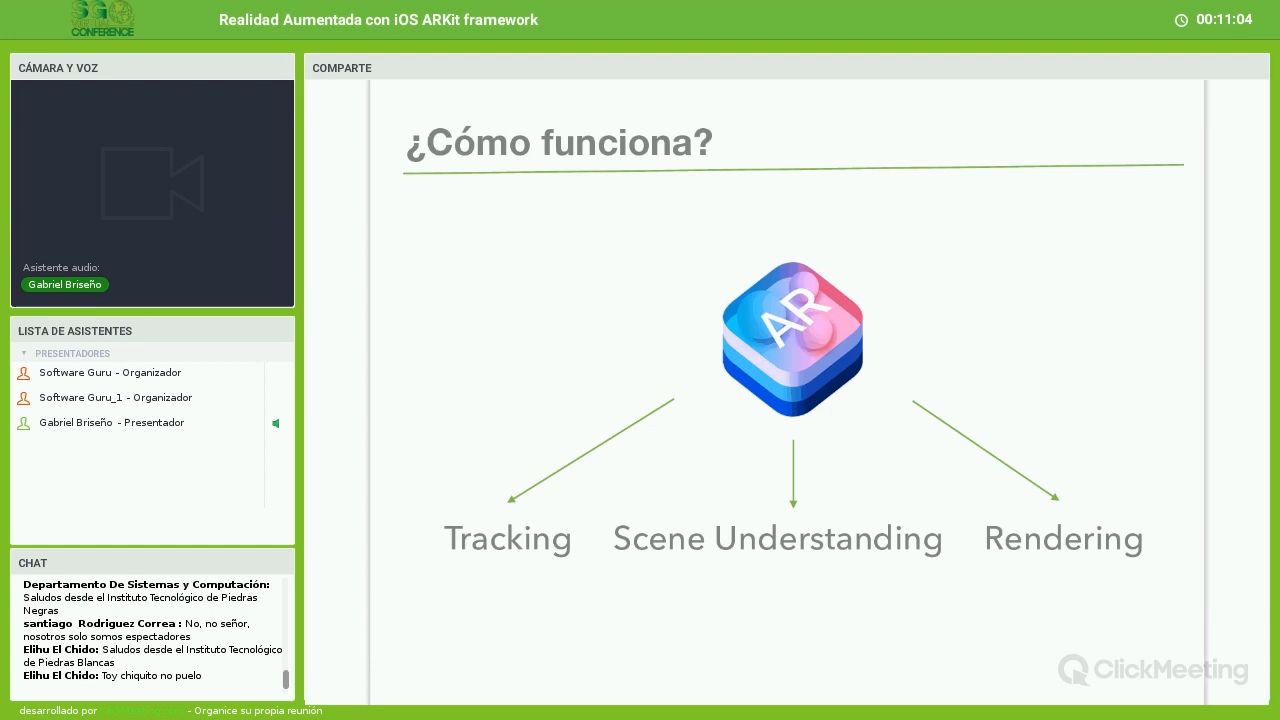 SG
VIRTUAL
CONFERENCE
Realidad Aumentada con iOS ARKit framework
00:11:04
CÁMARA Y VOZ
Asistente audio:
Gabriel Briseño
LISTA DE ASISTENTES
PRESENTADORES
Software Guru - Organizador
Software Guru_1 - Organizador
Gabriel Briseño - Presentador
CHAT
Departamento De Sistemas y Computación:
Saludos desde el Instituto Tecnológico de Piedras
Negras
santiago Rodriguez Correa : No, no señor,
nosotros solo somos espectadores
Elihu El Chido: Saludos desde el Instituto Tecnológico
de Piedras Blancas
Elihu El Chido: Toy chiquito no puelo
desarrollado por - Organice su propia reunión
COMPARTE
¿Cómo funciona?
AR
Tracking Scene Understanding Rendering
ClickMeeting